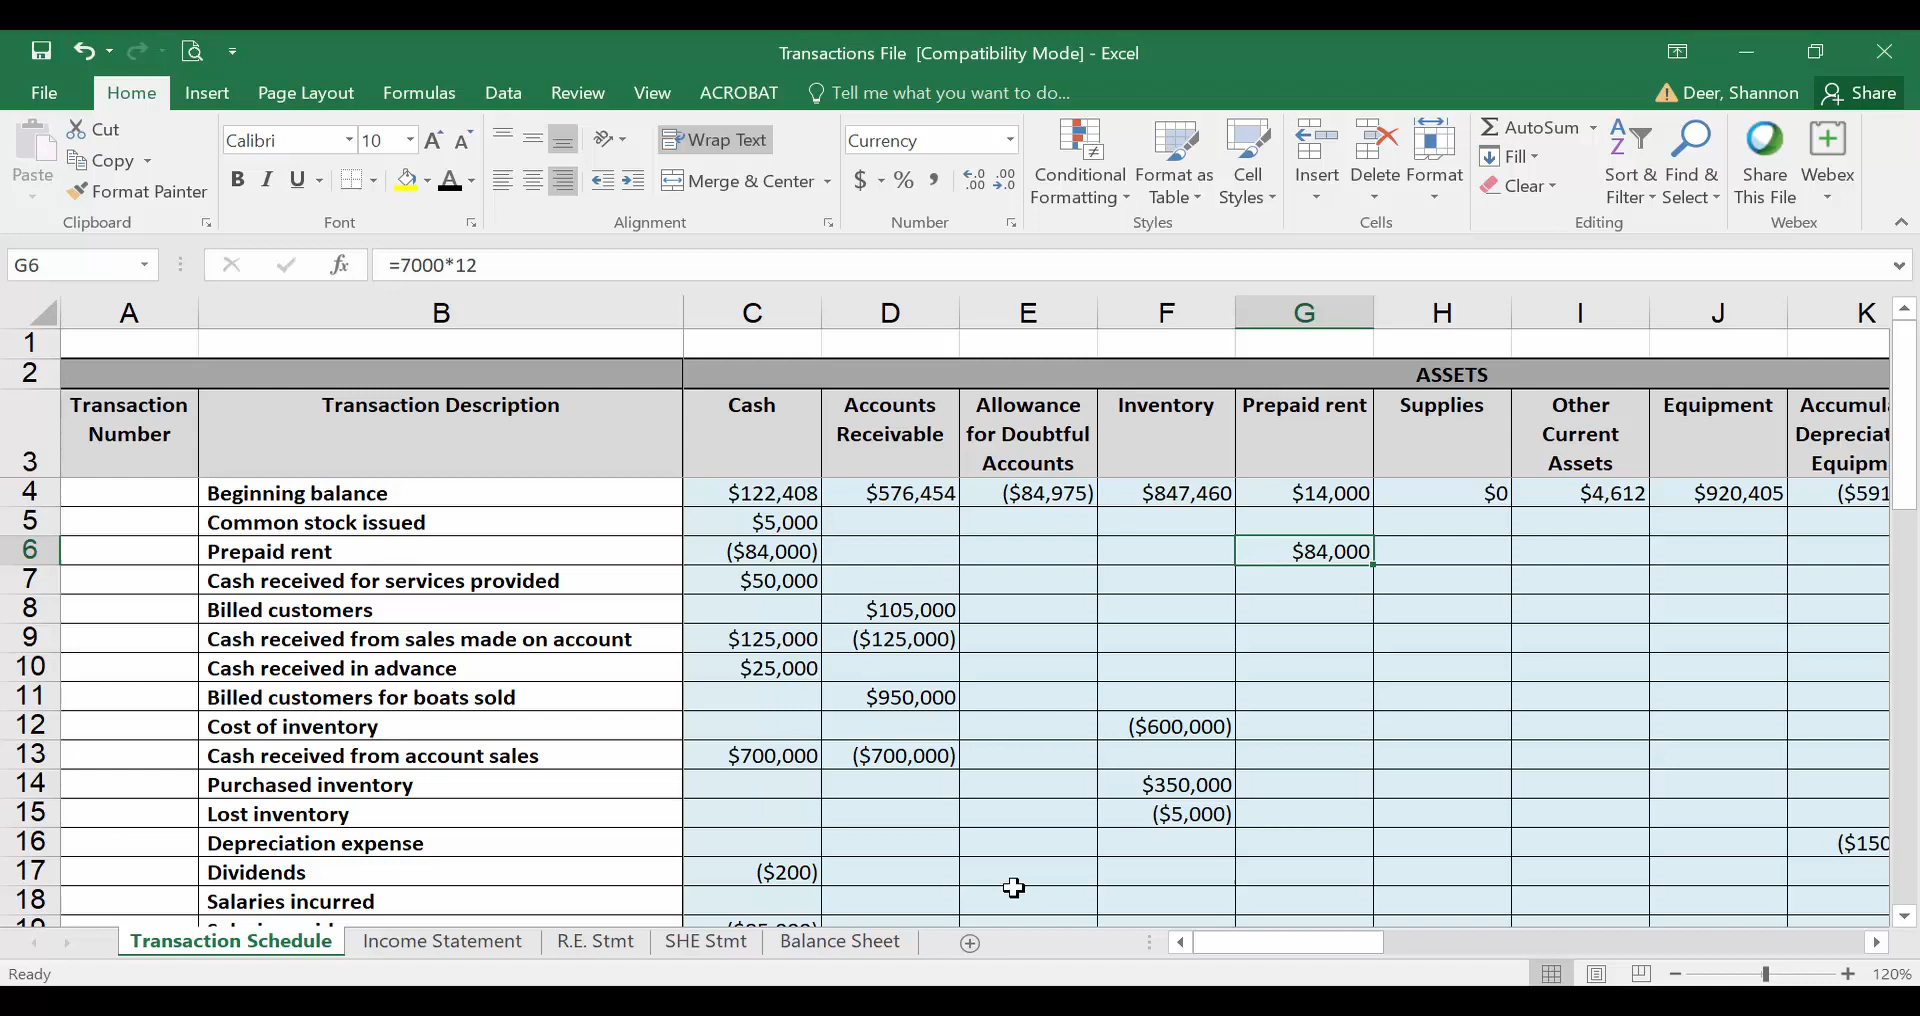 Transactions File [Compatibility Mode] - Excel
File Home Insert Page Layout Formulas Data Review View ACROBAT Tell me what you want to do... Deer, Shannon Share
Paste Cut Copy Format Painter Clipboard
Calibri 10 A A B I U A Font
Wrap Text Merge & Center Alignment
Currency $ % , .0 .00 .00 .0 Number
Conditional Formatting Format as Table Cell Styles Styles
Insert Delete Format Cells
AutoSum Fill Clear Sort & Filter Find & Select Editing
Share This File Webex Webex
G6 fx =7000*12
A B C D E F G H I J K
1
2 ASSETS
3 Transaction Number Transaction Description Cash Accounts Receivable Allowance for Doubtful Accounts Inventory Prepaid rent Supplies Other Current Assets Equipment Accumul Depreciat Equipm
4 Beginning balance $122,408 $576,454 ($84,975) $847,460 $14,000 $0 $4,612 $920,405 ($591
5 Common stock issued $5,000
6 Prepaid rent ($84,000) $84,000
7 Cash received for services provided $50,000
8 Billed customers $105,000
9 Cash received from sales made on account $125,000 ($125,000)
10 Cash received in advance $25,000
11 Billed customers for boats sold $950,000
12 Cost of inventory ($600,000)
13 Cash received from account sales $700,000 ($700,000)
14 Purchased inventory $350,000
15 Lost inventory ($5,000)
16 Depreciation expense ($150
17 Dividends ($200)
18 Salaries incurred
Transaction Schedule Income Statement R.E. Stmt SHE Stmt Balance Sheet
Ready 120%